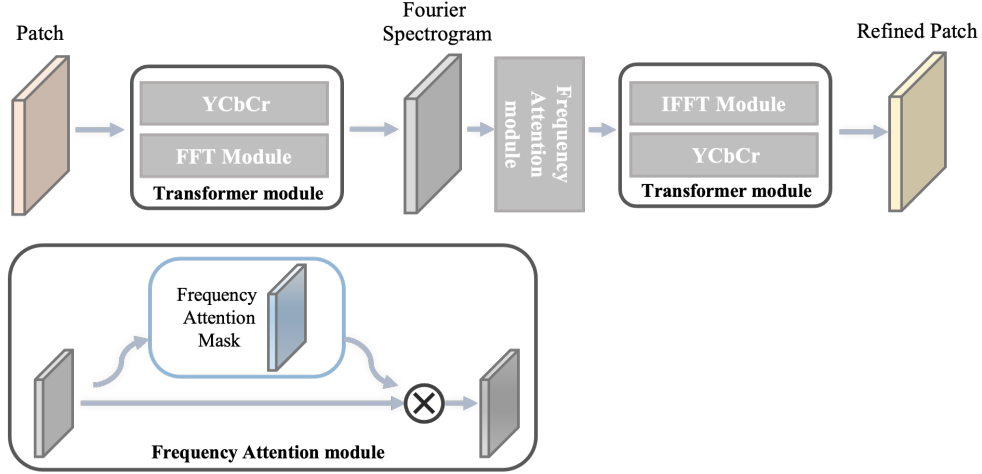 Patch
YCbCr
FFT Module
Transformer module
Fourier
Spectrogram
Frequency
Attention
module
IFFT Module
YCbCr
Transformer module
Refined Patch
Frequency
Attention
Mask
Frequency Attention module